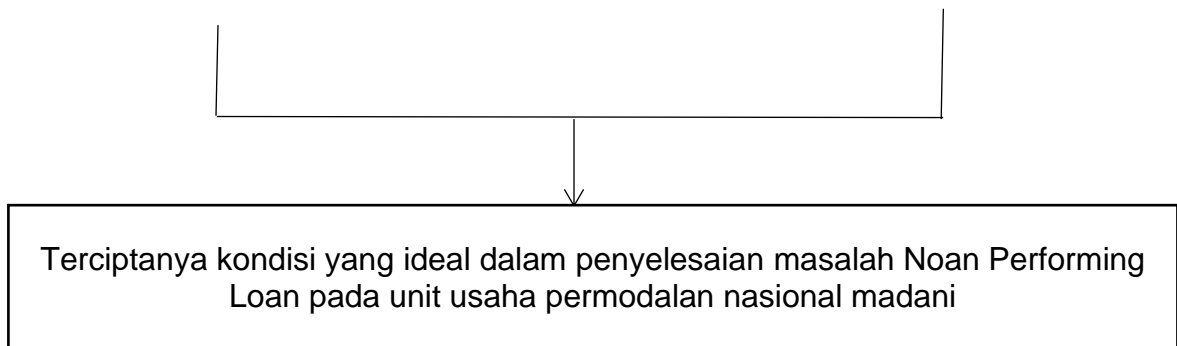 Terciptanya kondisi yang ideal dalam penyelesaian masalah Noan Performing
Loan pada unit usaha permodalan nasional madani